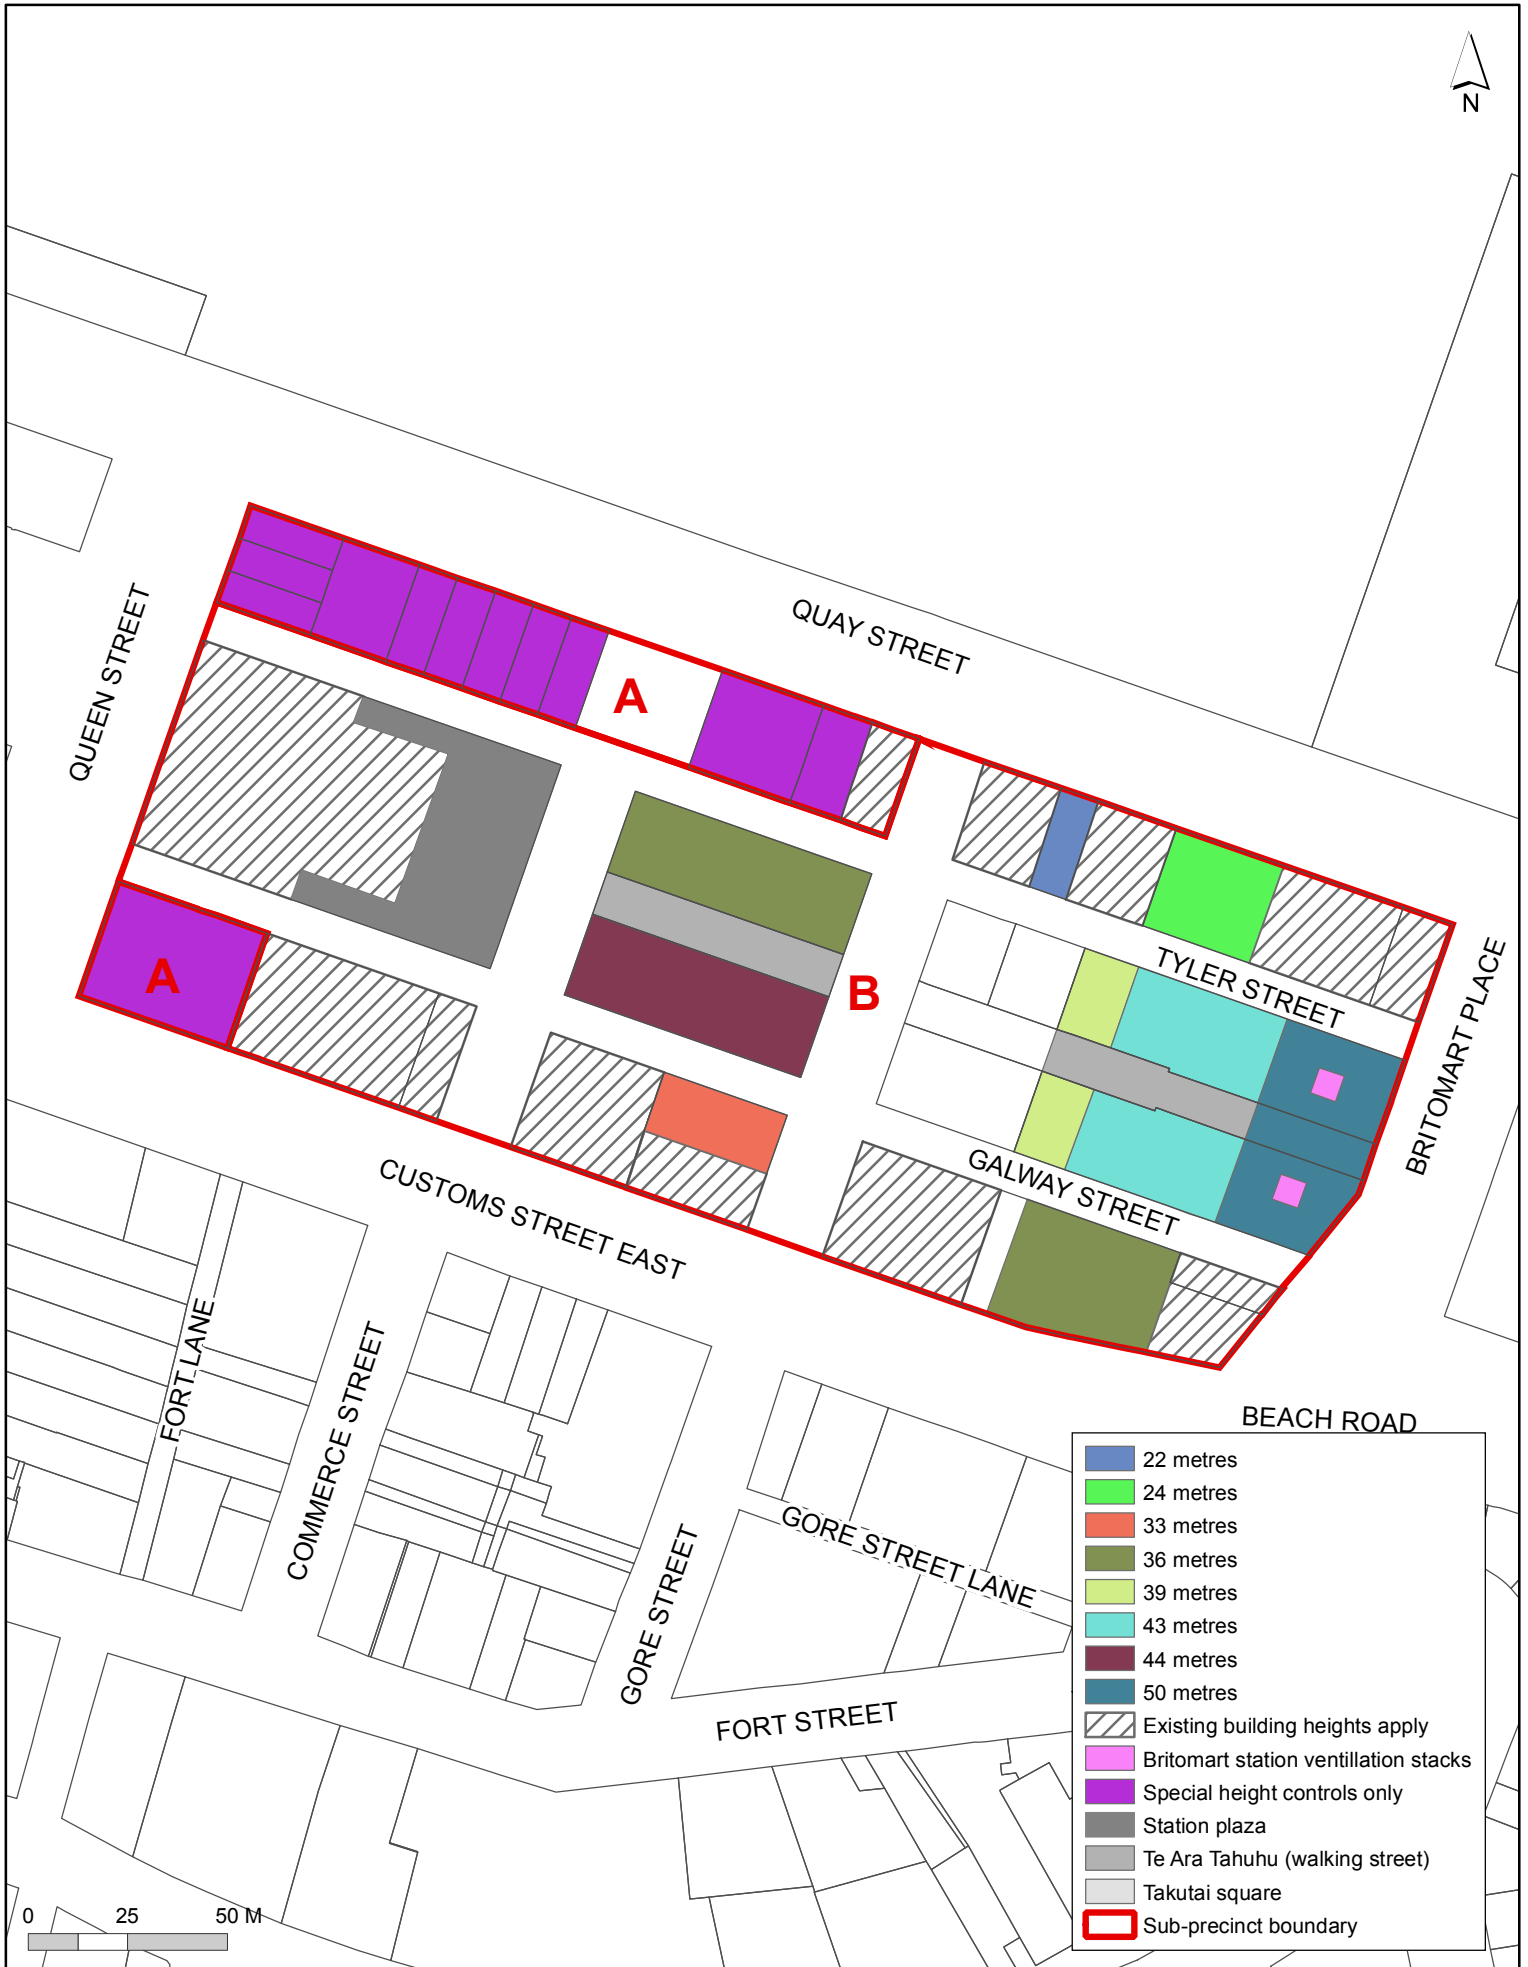 N
QUAY STREET
QUEEN STREET
A
A
B
TYLER STREET
BRITOMART PLACE
GALWAY STREET
CUSTOMS STREET EAST
FORT LANE
COMMERCE STREET
BEACH ROAD
GORE STREET LANE
GORE STREET
FORT STREET
22 metres
24 metres
33 metres
36 metres
39 metres
43 metres
44 metres
50 metres
Existing building heights apply
Britomart station ventillation stacks
Special height controls only
Station plaza
Te Ara Tahuhu (walking street)
Takutai square
Sub-precinct boundary
0 25 50 M